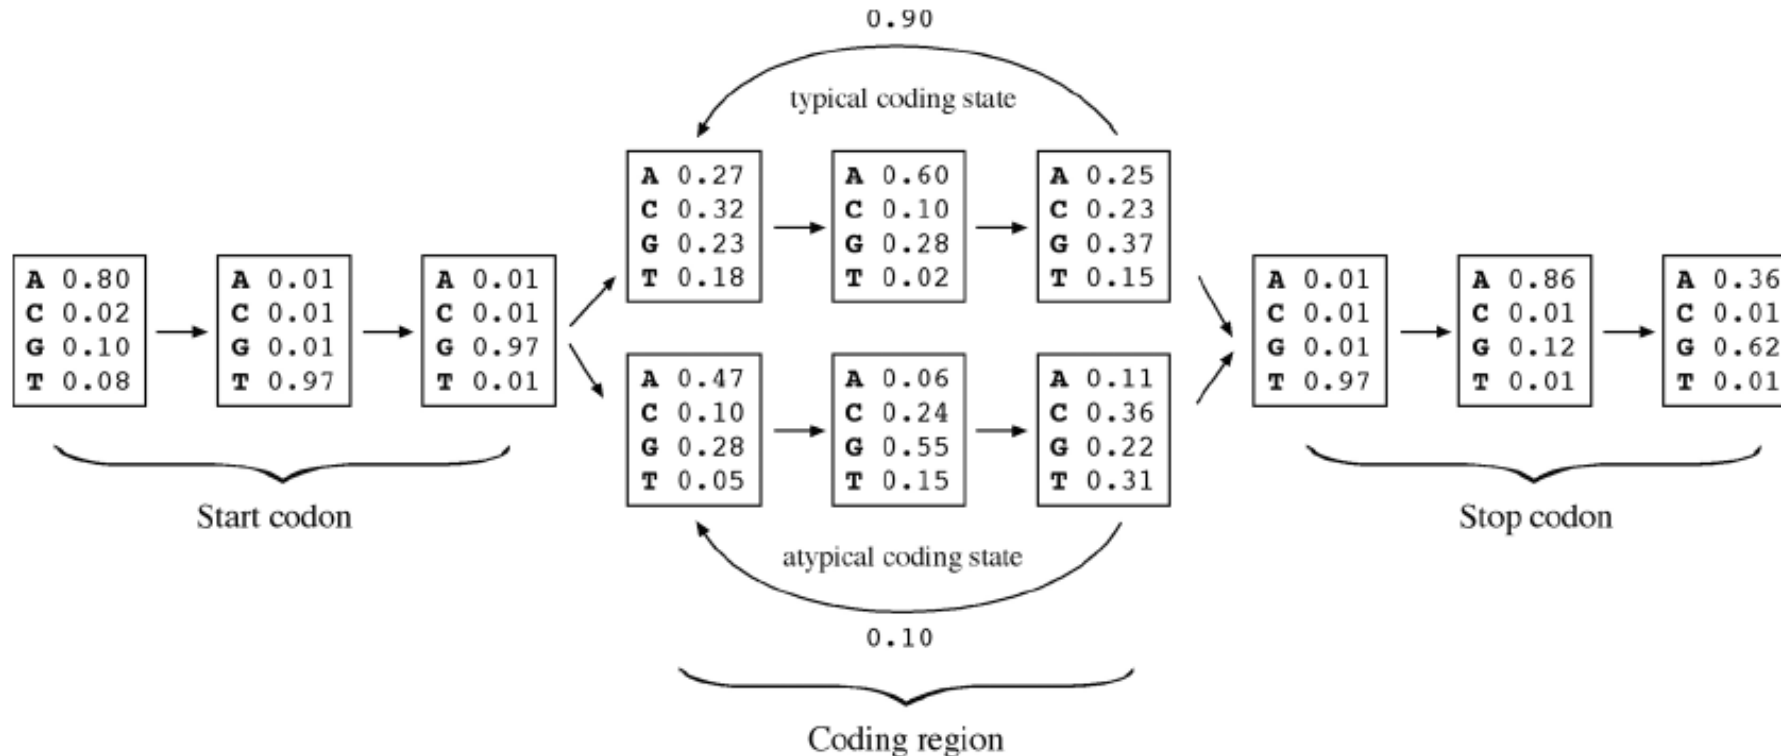 0.90
typical coding state
A 0.27
C 0.32
G 0.23
T 0.18
A 0.60
C 0.10
G 0.28
T 0.02
A 0.25
C 0.23
G 0.37
T 0.15
A 0.80
C 0.02
G 0.10
T 0.08
A 0.01
C 0.01
G 0.01
T 0.97
A 0.01
C 0.01
G 0.97
T 0.01
Start codon
A 0.47
C 0.10
G 0.28
T 0.05
A 0.06
C 0.24
G 0.55
T 0.15
A 0.11
C 0.36
G 0.22
T 0.31
atypical coding state
0.10
Coding region
A 0.01
C 0.01
G 0.01
T 0.97
A 0.86
C 0.01
G 0.12
T 0.01
A 0.36
C 0.01
G 0.62
T 0.01
Stop codon